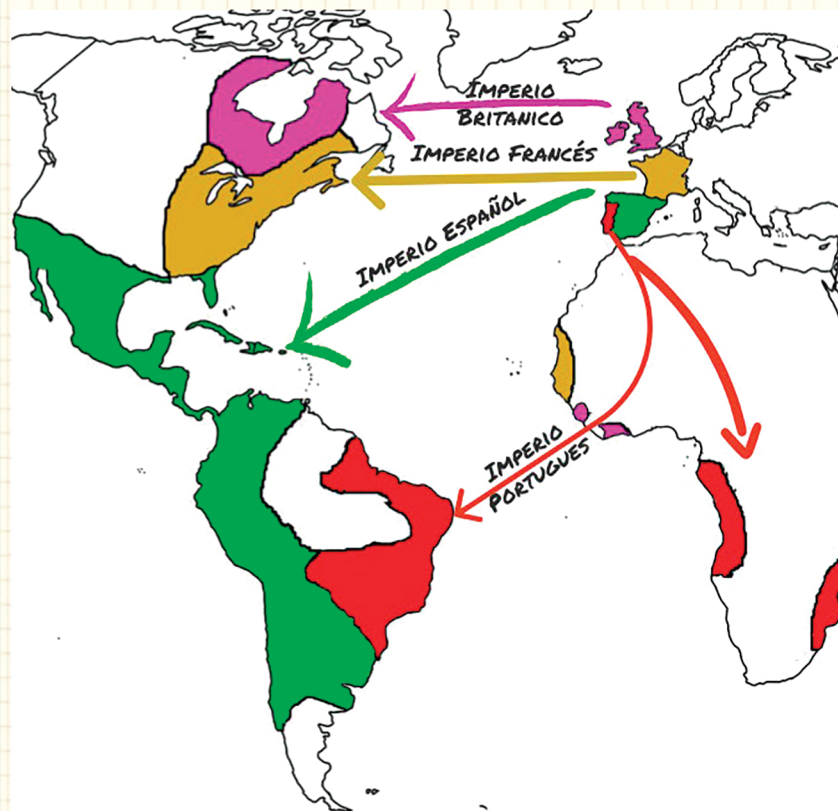 IMPERIO
BRITANICO
IMPERIO FRANCÉS
IMPERIO ESPAÑOL
IMPERIO
PORTUGUES